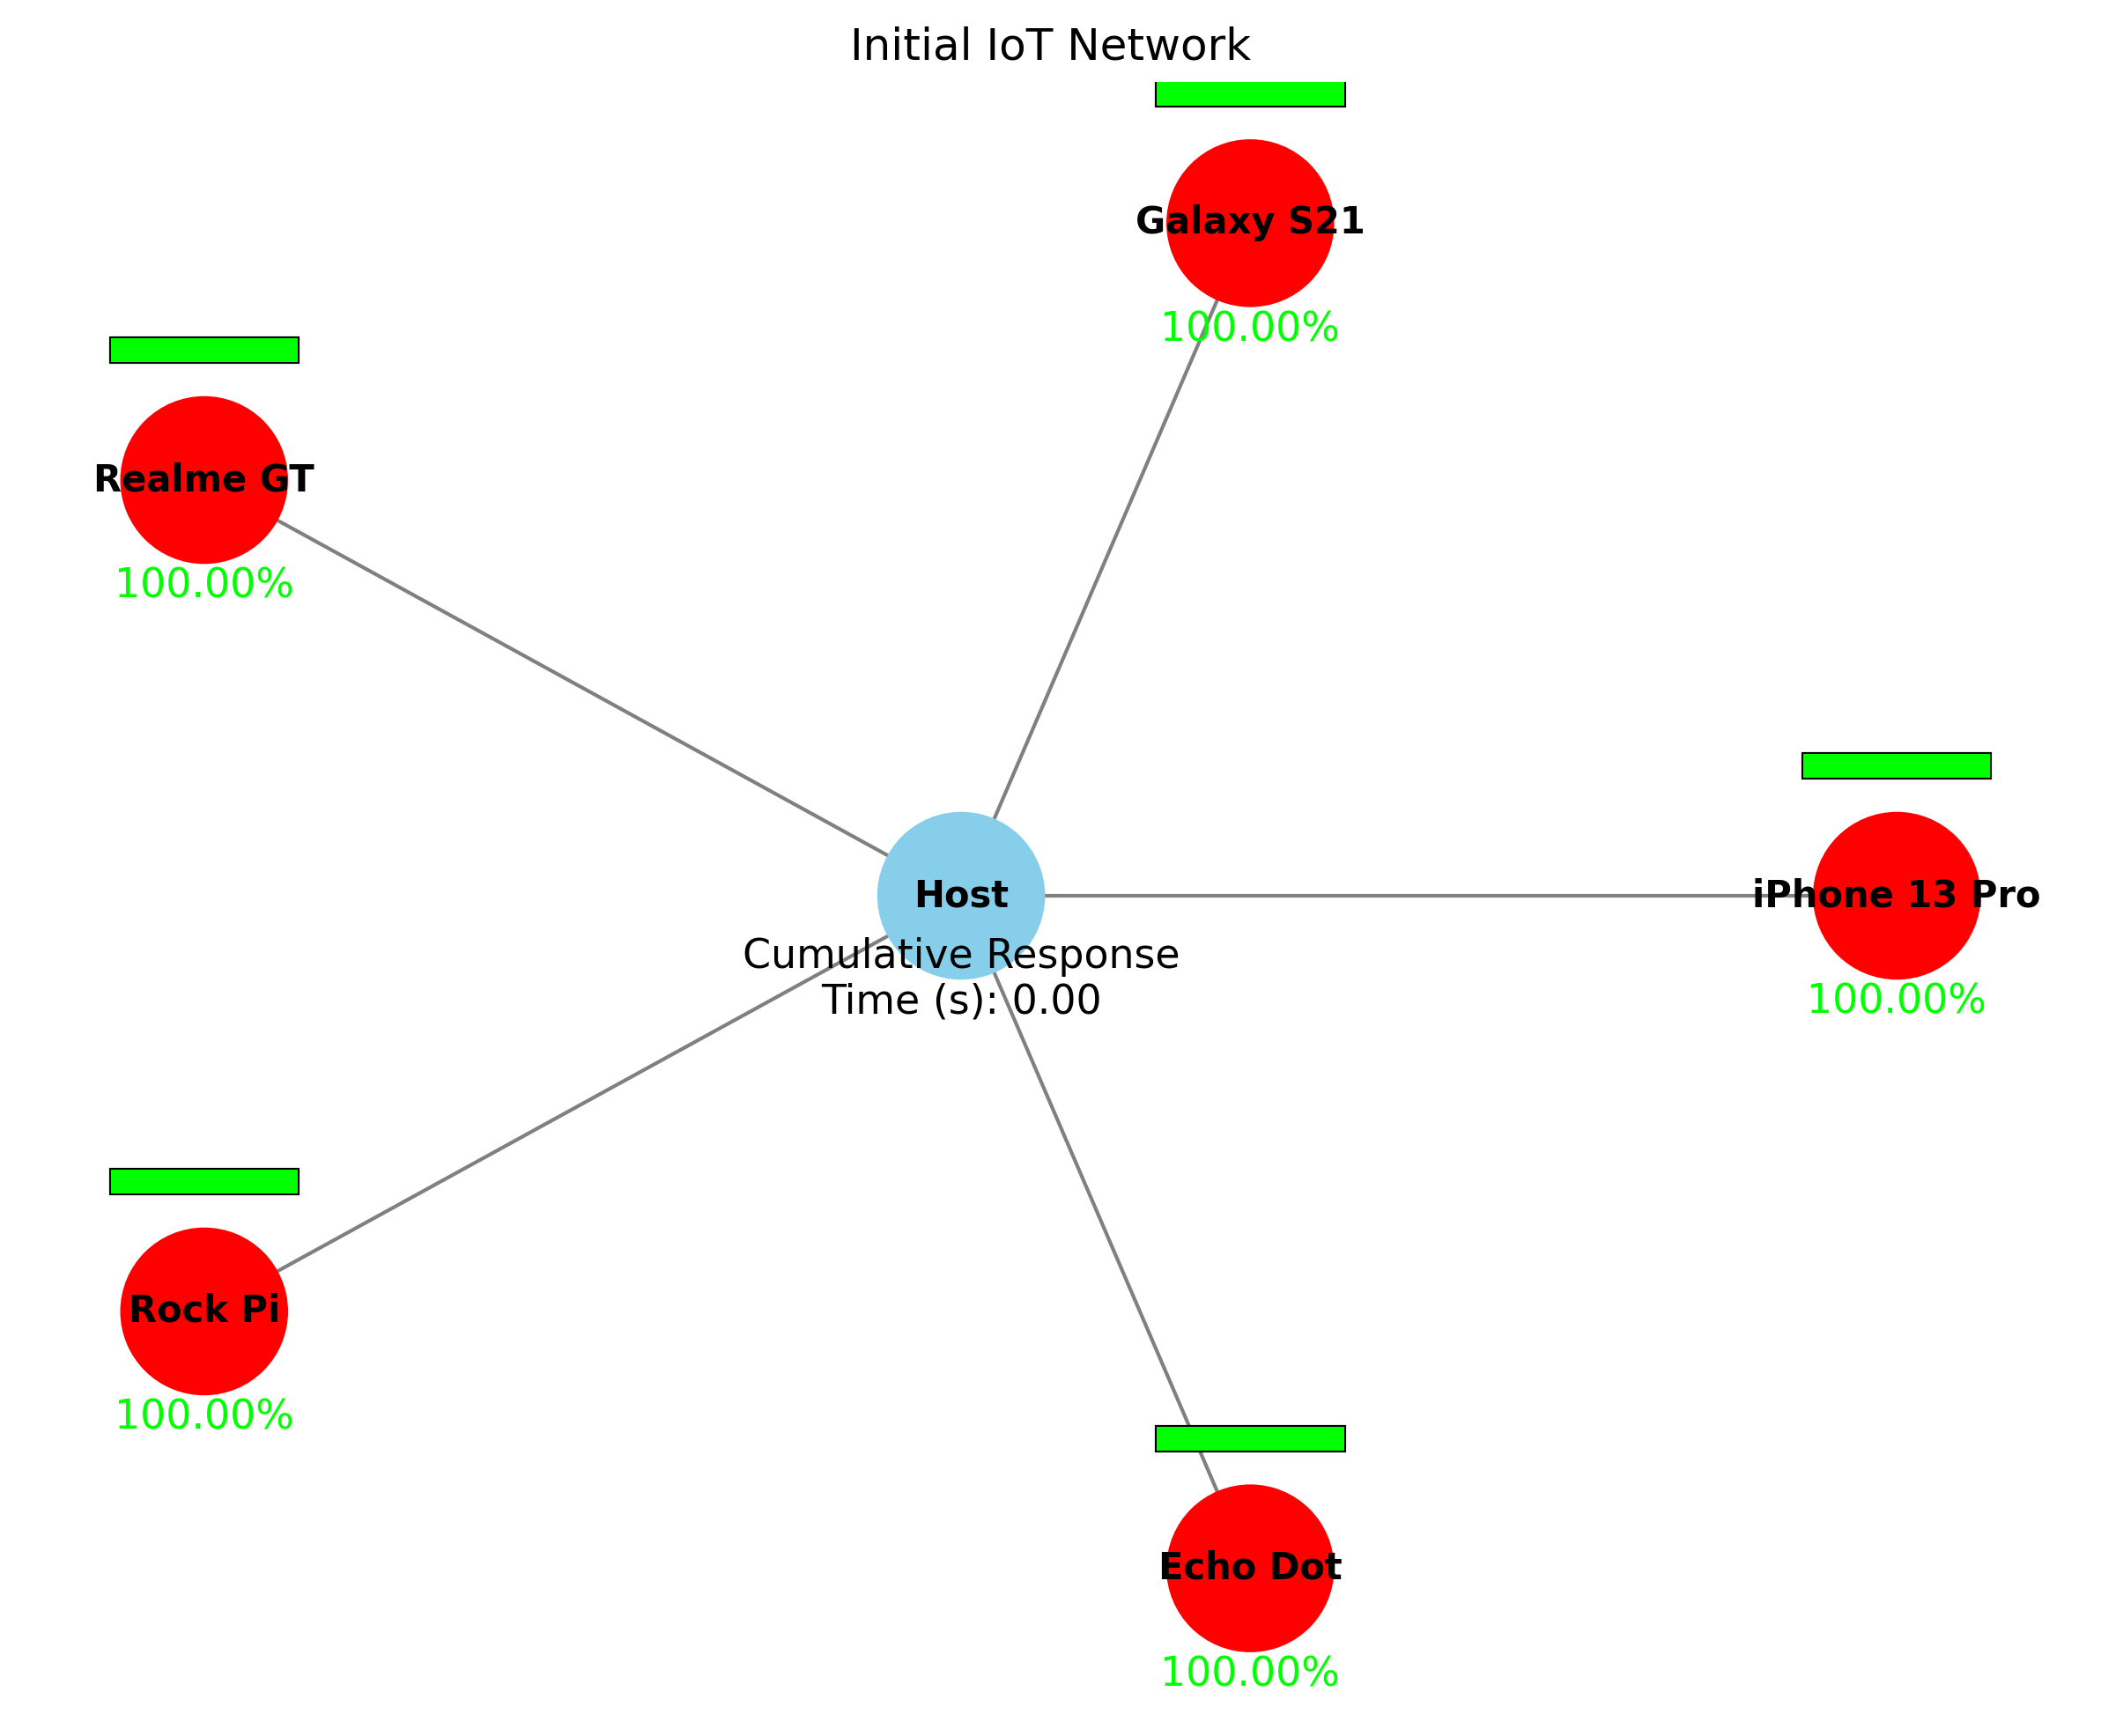 Initial IoT Network
Galaxy S21
100.00%
Realme GT
100.00%
Host
Cumulative Response
Time (s): 0.00
iPhone 13 Pro
100.00%
Rock Pi
100.00%
Echo Dot
100.00%